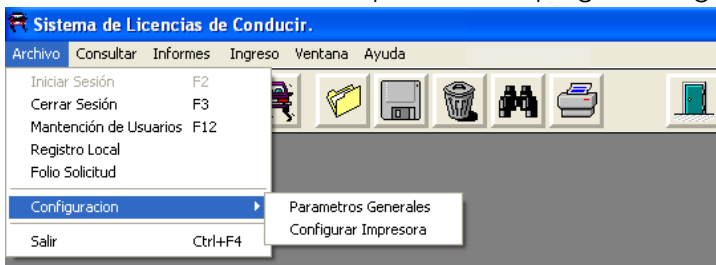 Sistema de Licencias de Conducir.
Archivo Consultar Informes Ingreso Ventana Ayuda
Iniciar Sesión F2
Cerrar Sesión F3
Mantención de Usuarios F12
Registro Local
Folio Solicitud
Configuracion
Parametros Generales
Configurar Impresora
Salir Ctrl+F4